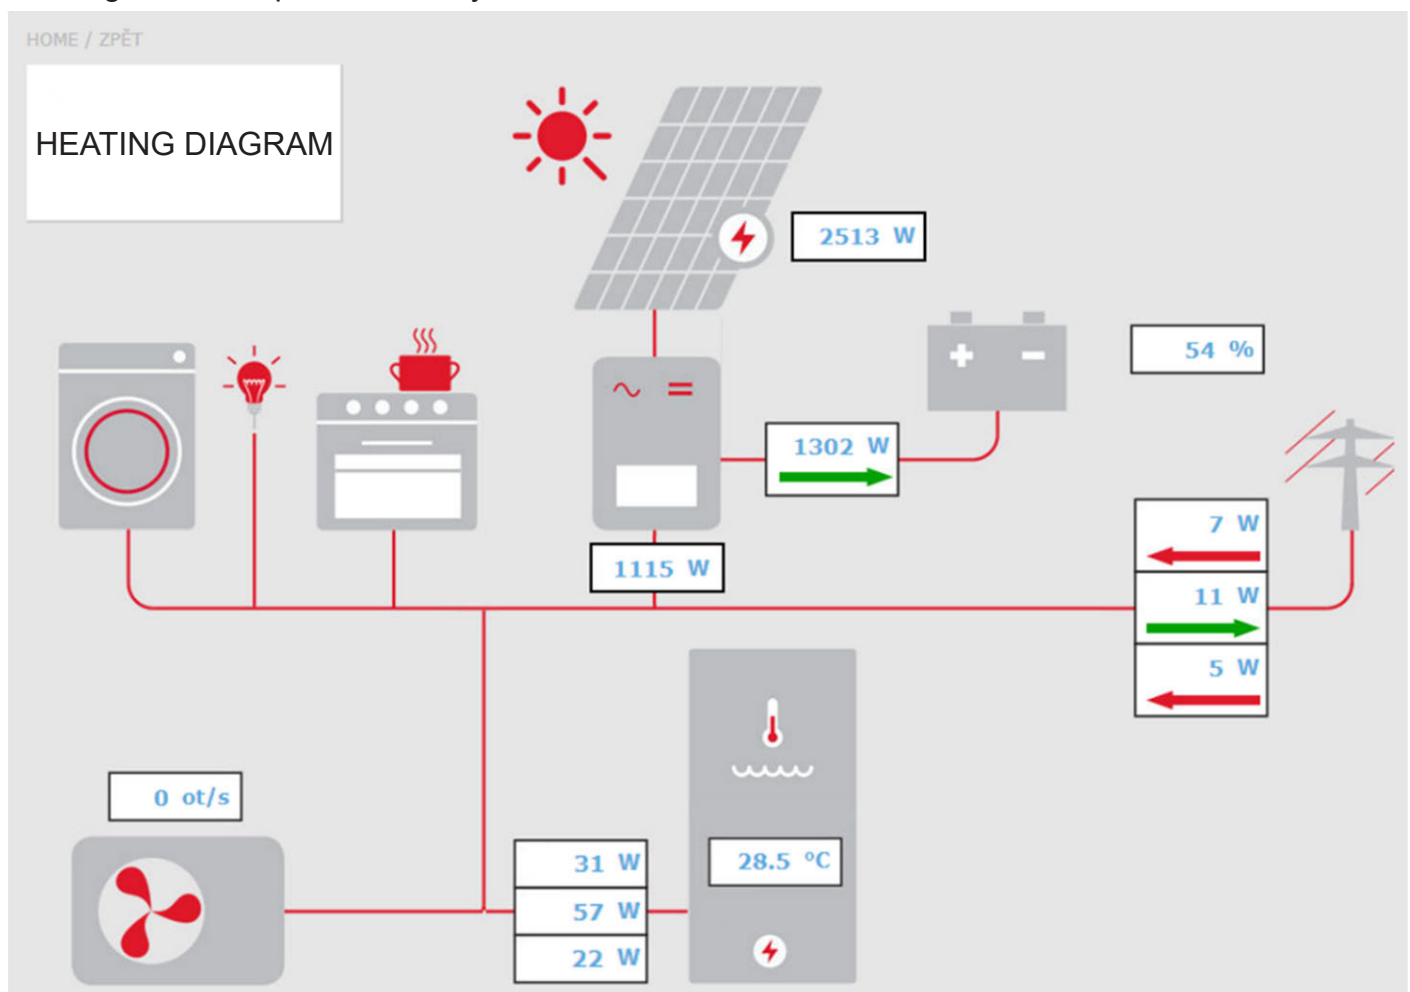 HOME / ZPĚT
HEATING DIAGRAM
2513 W
54 %
1302 W
7 W
1115 W
11 W
5 W
0 ot/s
31 W
28.5 °C
57 W
22 W